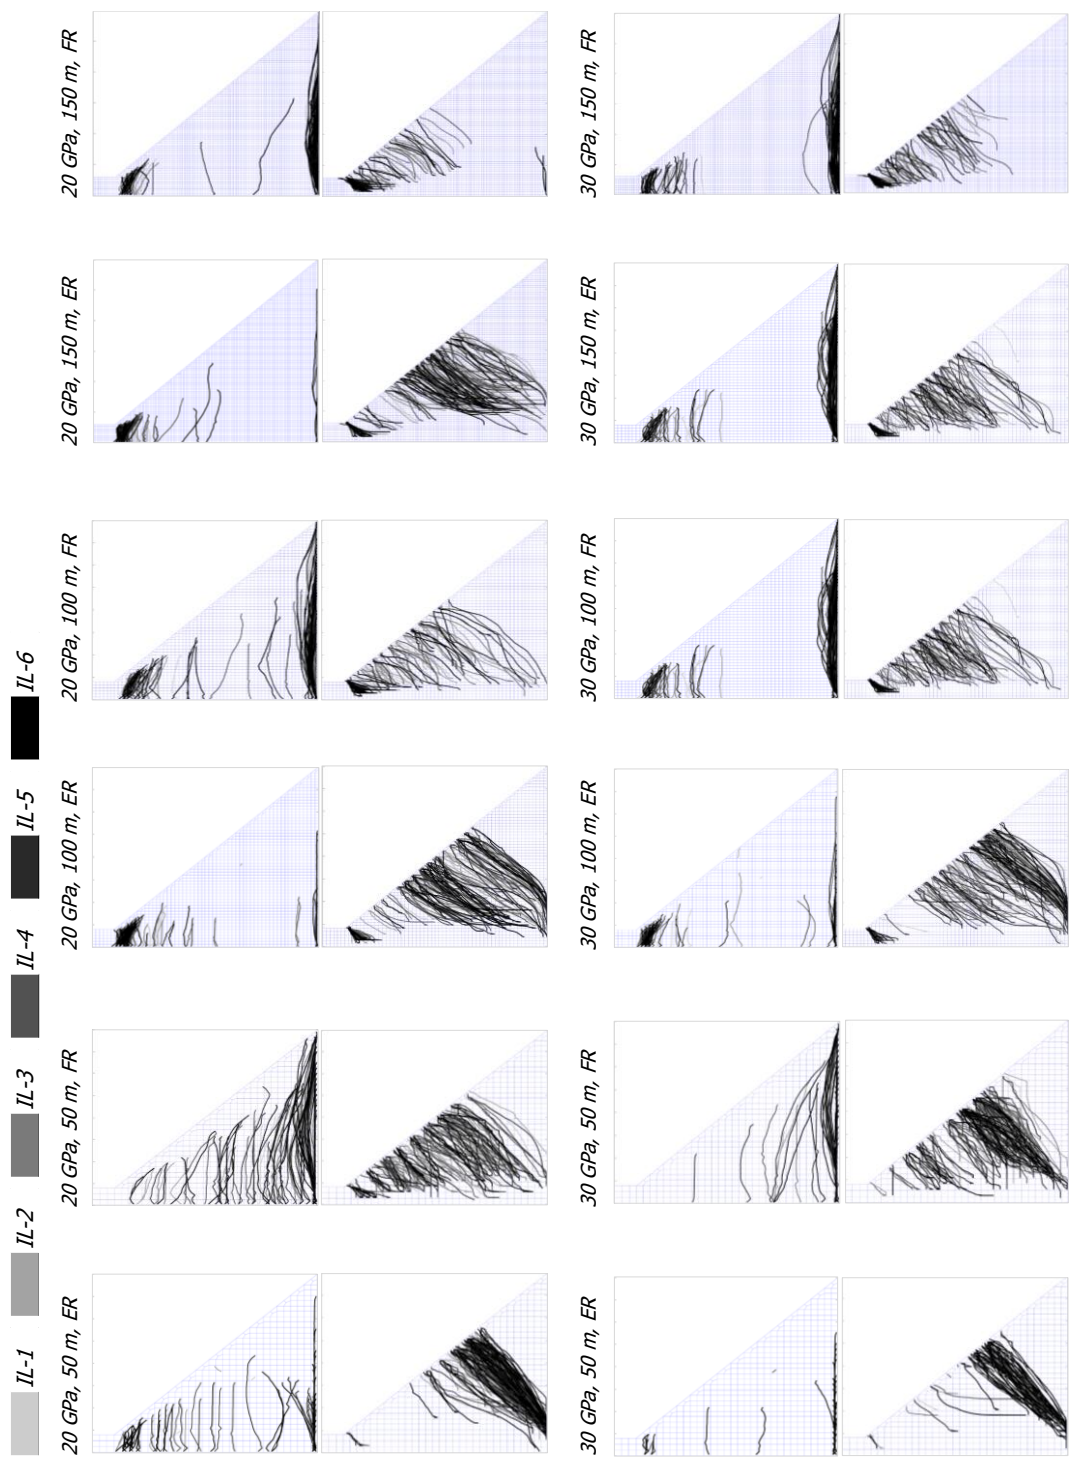 20 GPa, 150 m, FR
30 GPa, 150 m, FR
20 GPa, 150 m, ER
30 GPa, 150 m, ER
20 GPa, 100 m, FR
30 GPa, 100 m, FR
20 GPa, 100 m, ER
30 GPa, 100 m, ER
20 GPa, 50 m, FR
30 GPa, 50 m, FR
20 GPa, 50 m, ER
30 GPa, 50 m, ER
IL-6
IL-5
IL-4
IL-3
IL-2
IL-1